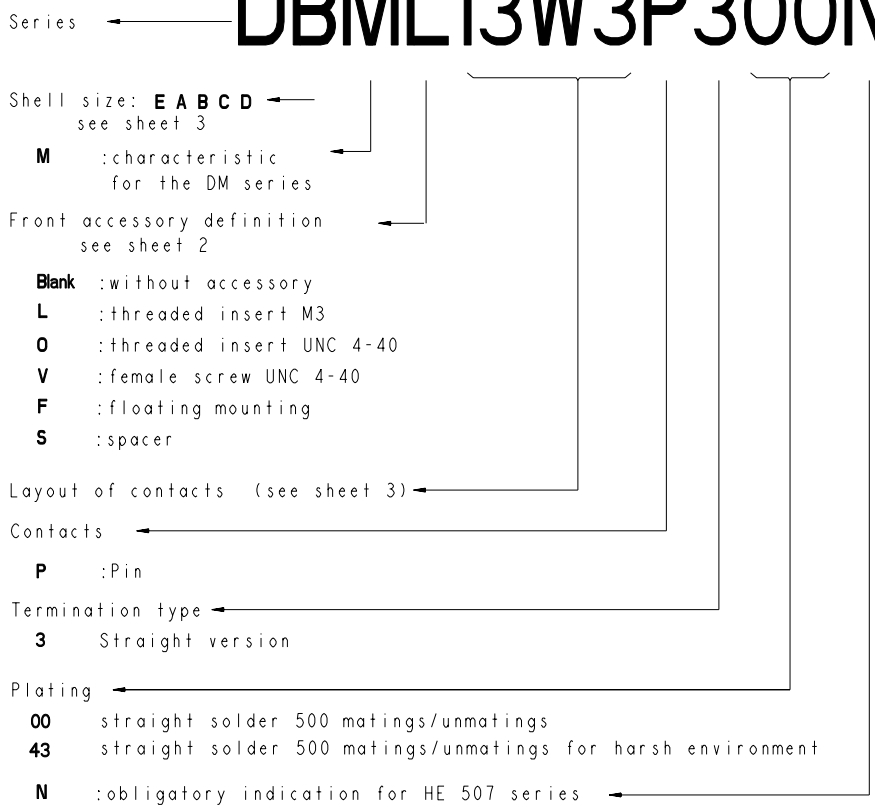 DBML13W3P300N
Series
Shell size: E A B C D
see sheet 3
M :characteristic
for the DM series
Front accessory definition
see sheet 2
Blank :without accessory
L :threaded insert M3
O :threaded insert UNC 4-40
V :female screw UNC 4-40
F :floating mounting
S :spacer
Layout of contacts (see sheet 3)
Contacts
P :Pin
Termination type
3 Straight version
Plating
00 straight solder 500 matings/unmatings
43 straight solder 500 matings/unmatings for harsh environment
N :obligatory indication for HE 507 series